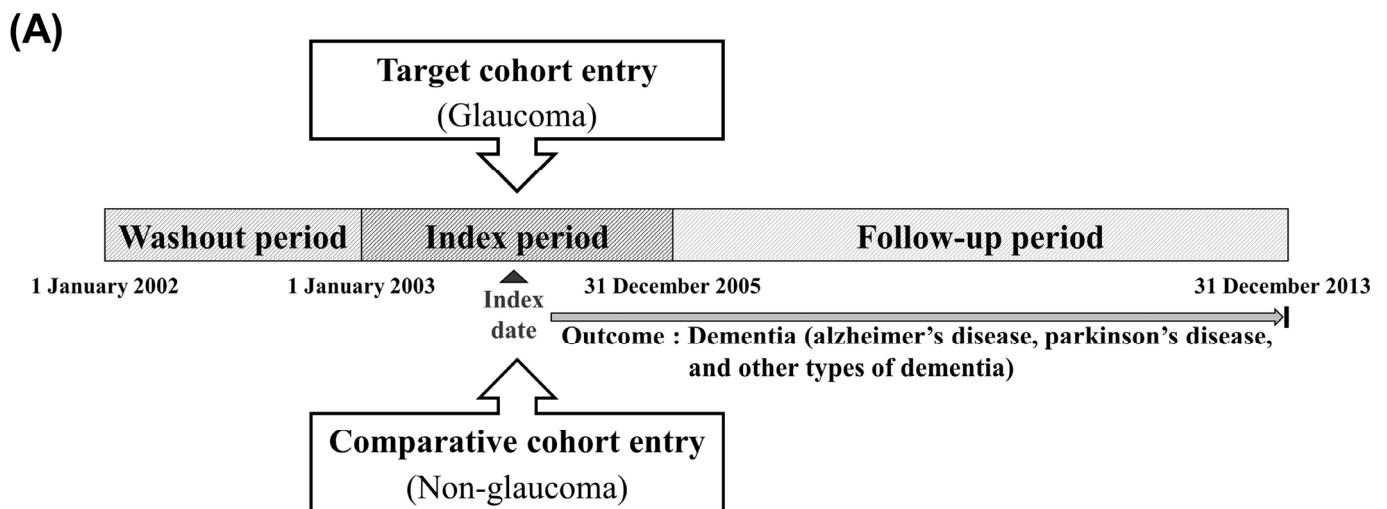 (A)
Target cohort entry
(Glaucoma)
Washout period
Index period
Follow-up period
1 January 2002
1 January 2003
31 December 2005
31 December 2013
Index
date
Outcome : Dementia (alzheimer's disease, parkinson's disease,
and other types of dementia)
Comparative cohort entry
(Non-glaucoma)